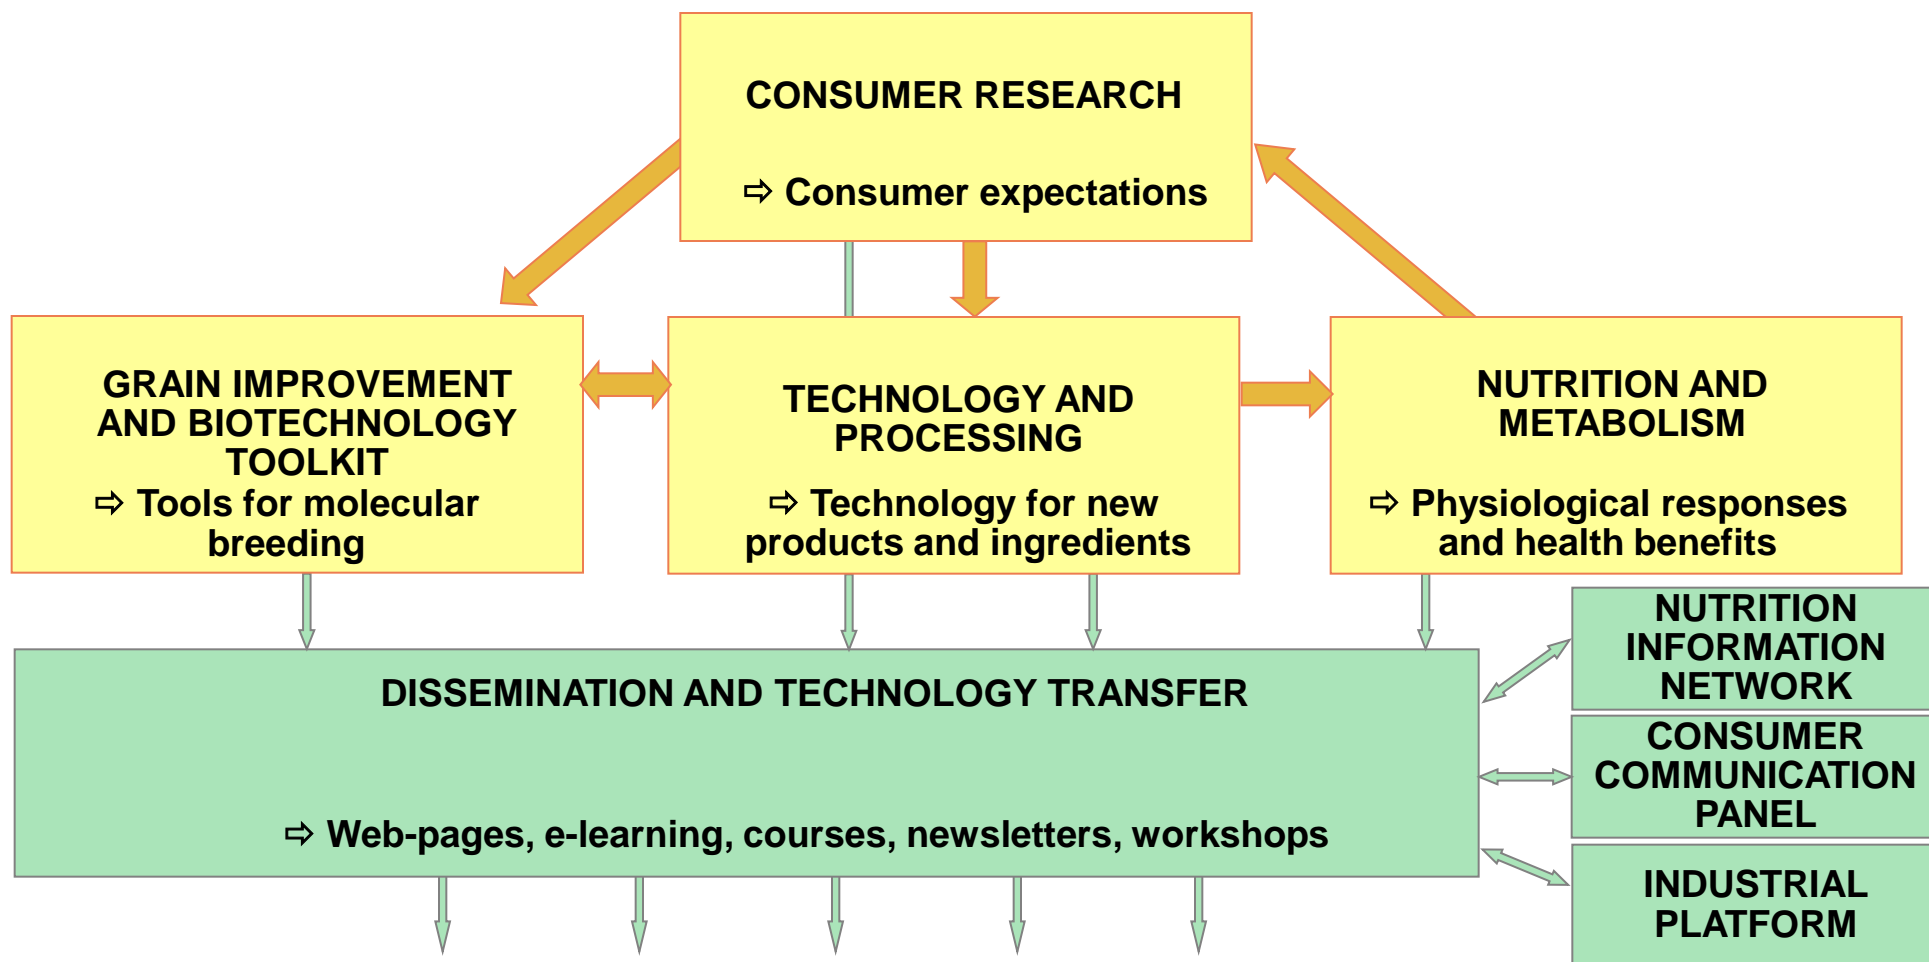 CONSUMER RESEARCH
⇨ Consumer expectations
GRAIN IMPROVEMENT
AND BIOTECHNOLOGY
TOOLKIT
⇨ Tools for molecular
breeding
TECHNOLOGY AND
PROCESSING
⇨ Technology for new
products and ingredients
NUTRITION AND
METABOLISM
⇨ Physiological responses
and health benefits
DISSEMINATION AND TECHNOLOGY TRANSFER
⇨ Web-pages, e-learning, courses, newsletters, workshops
NUTRITION
INFORMATION
NETWORK
CONSUMER
COMMUNICATION
PANEL
INDUSTRIAL
PLATFORM